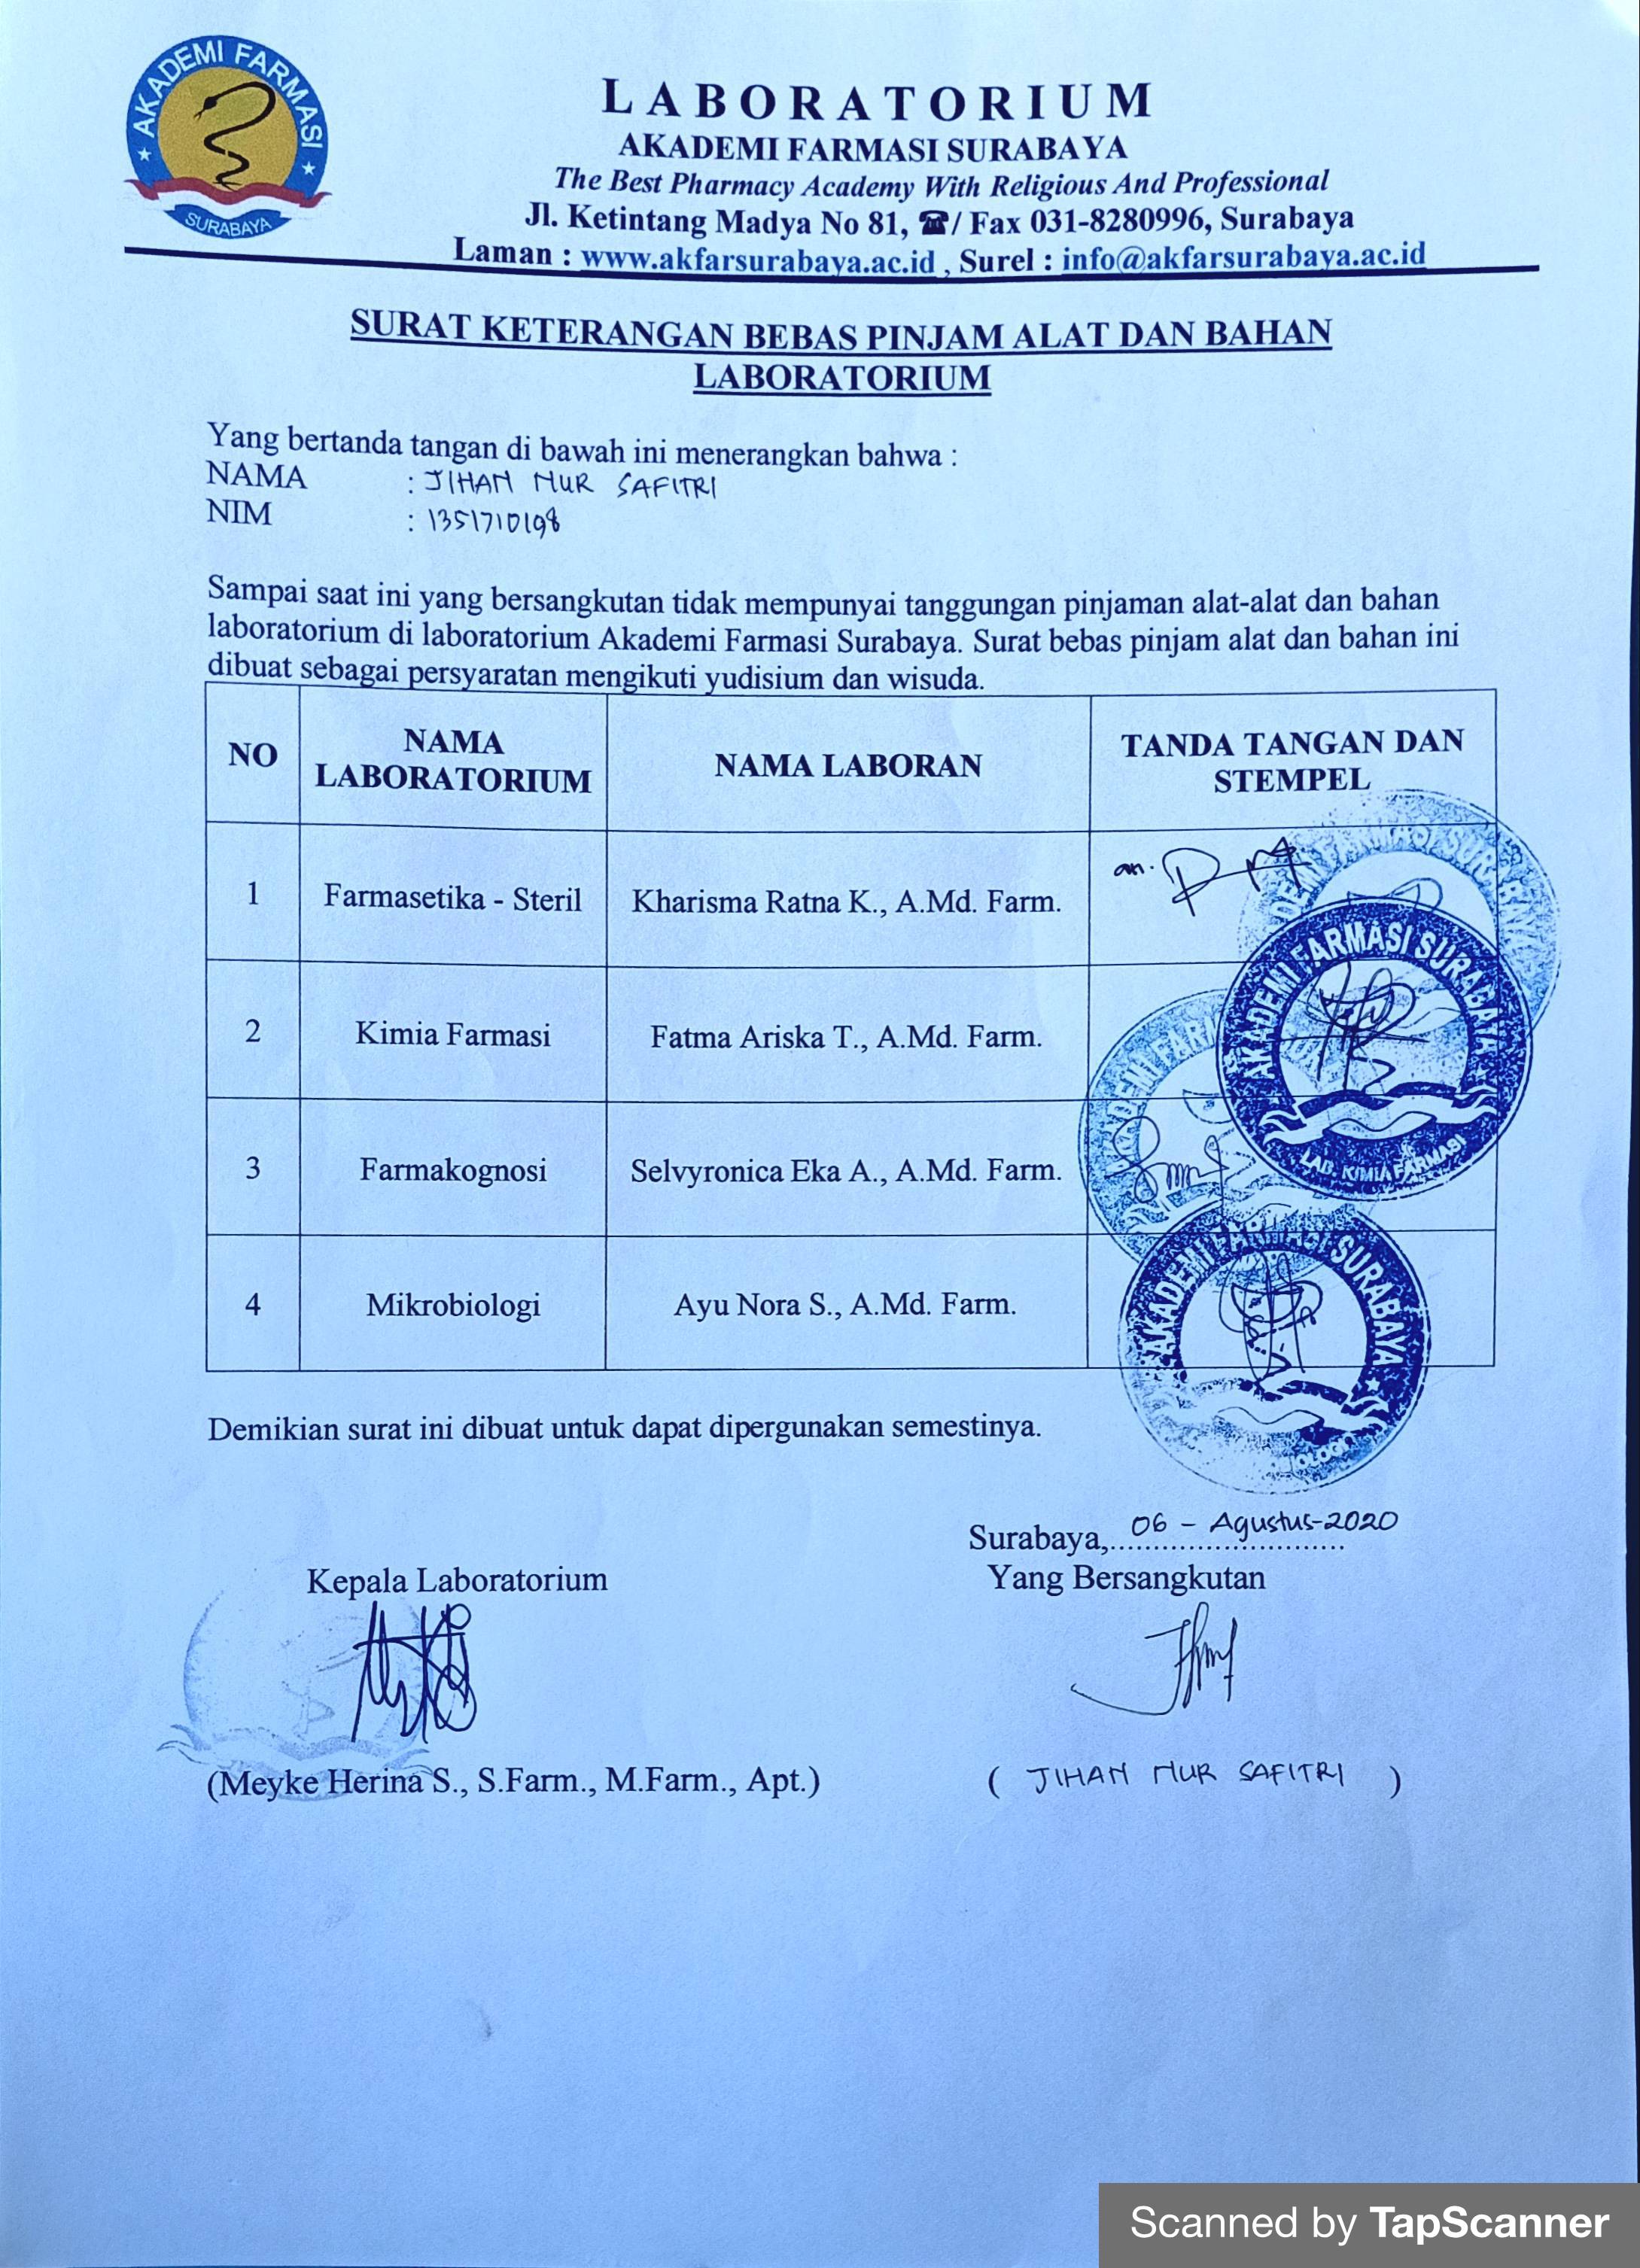 AKADEMI FARMASI
SURABAYA
LABORATORIUM
AKADEMI FARMASI SURABAYA
The Best Pharmacy Academy With Religious And Professional
Jl. Ketintang Madya No 81, ☎/ Fax 031-8280996, Surabaya
Laman : www.akfarsurabaya.ac.id , Surel : info@akfarsurabaya.ac.id
SURAT KETERANGAN BEBAS PINJAM ALAT DAN BAHAN
LABORATORIUM
Yang bertanda tangan di bawah ini menerangkan bahwa :
NAMA : JIHAN NUR SAFITRI
NIM : 1351710198
Sampai saat ini yang bersangkutan tidak mempunyai tanggungan pinjaman alat-alat dan bahan
laboratorium di laboratorium Akademi Farmasi Surabaya. Surat bebas pinjam alat dan bahan ini
dibuat sebagai persyaratan mengikuti yudisium dan wisuda.
NO NAMA LABORATORIUM NAMA LABORAN TANDA TANGAN DAN STEMPEL
1 Farmasetika - Steril Kharisma Ratna K., A.Md. Farm. an.
2 Kimia Farmasi Fatma Ariska T., A.Md. Farm.
AKADEMI FARMASI SURABAYA
LAB. KIMIA FARMASI
3 Farmakognosi Selvyronica Eka A., A.Md. Farm.
4 Mikrobiologi Ayu Nora S., A.Md. Farm.
AKADEMI FARMASI SURABAYA
Demikian surat ini dibuat untuk dapat dipergunakan semestinya.
Surabaya, 06 - Agustus-2020
Kepala Laboratorium Yang Bersangkutan
(Meyke Herina S., S.Farm., M.Farm., Apt.) ( JIHAN NUR SAFITRI )
Scanned by TapScanner